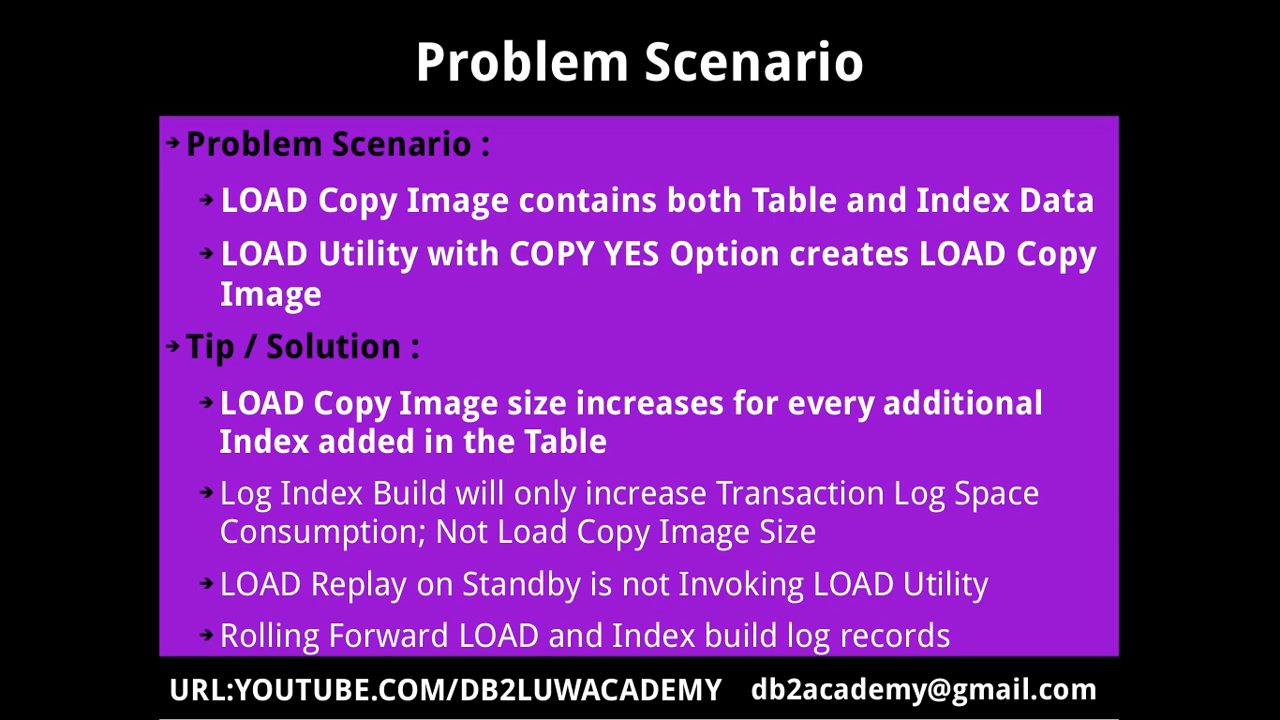 Problem Scenario
Problem Scenario :
LOAD Copy Image contains both Table and Index Data
LOAD Utility with COPY YES Option creates LOAD Copy
Image
Tip / Solution :
LOAD Copy Image size increases for every additional
Index added in the Table
Log Index Build will only increase Transaction Log Space
Consumption; Not Load Copy Image Size
LOAD Replay on Standby is not Invoking LOAD Utility
Rolling Forward LOAD and Index build log records
URL:YOUTUBE.COM/DB2LUWACADEMY db2academy@gmail.com